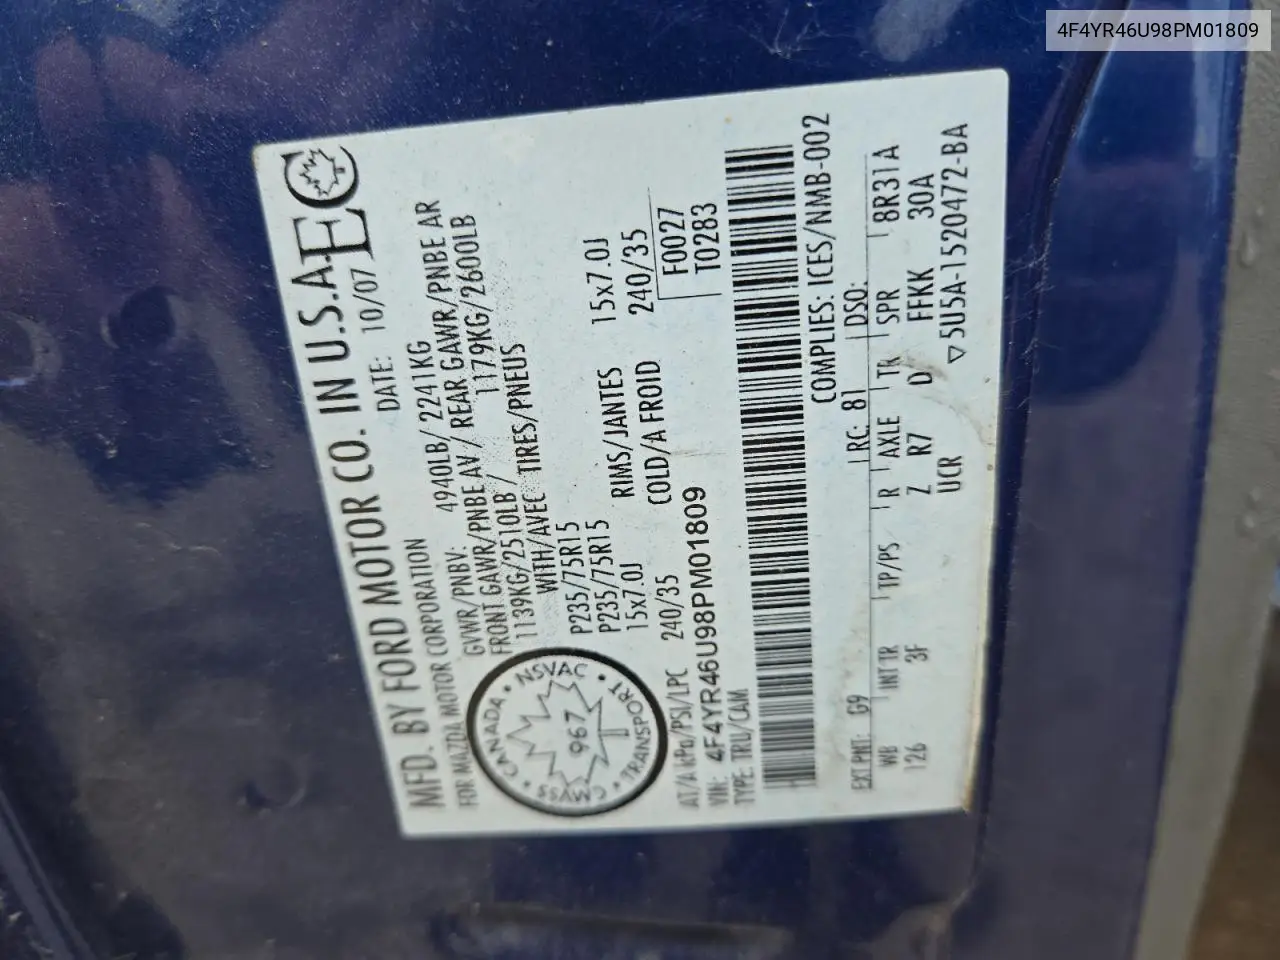 4F4YR46U98PM01809
MFD. BY FORD MOTOR CO. IN U.S.A.
FOR MAZDA MOTOR CORPORATION
DATE: 10/07
GVWR/PNBV: 4940LB/ 2241KG
FRONT GAWR/PNBE AV/ REAR GAWR/PNBE AR
1139KG/2510LB/ 1179KG/2600LB
WITH/AVEC TIRES/PNEUS
P235/75R15
P235/75R15 RIMS/JANTES 15x7.0J
15x7.0J COLD/A FROID 240/35
AT/A kPa/PSI/LPC 240/35
F0027
T0283
VIN: 4F4YR46U98PM01809
TYPE: TRU/CAM
CANADA • NSVAC • TRANSPORT • CMVSS •
967
COMPLIES: ICES/NMB-002
EXT PNT: G9 RC: 81 DSO:
WB INT TR TP/PS R AXLE TR SPR 8R31A
126 3F Z R7 D FFKK 30A
UCR
▽ 5U5A-1520472-BA